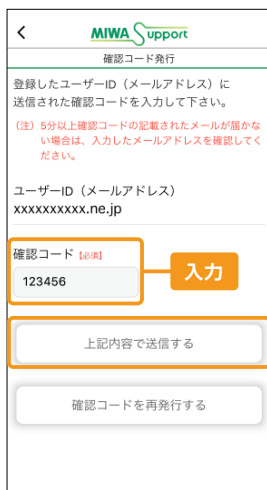 MIWA Support
確認コード発行
登録したユーザーID（メールアドレス）に
送信された確認コードを入力して下さい。
（注）5分以上確認コードの記載されたメールが届かな
い場合は、入力したメールアドレスを確認してく
ださい。
ユーザーID（メールアドレス）
xxxxxxxxxx.ne.jp
確認コード【必須】
123456
入力
上記内容で送信する
確認コードを再発行する